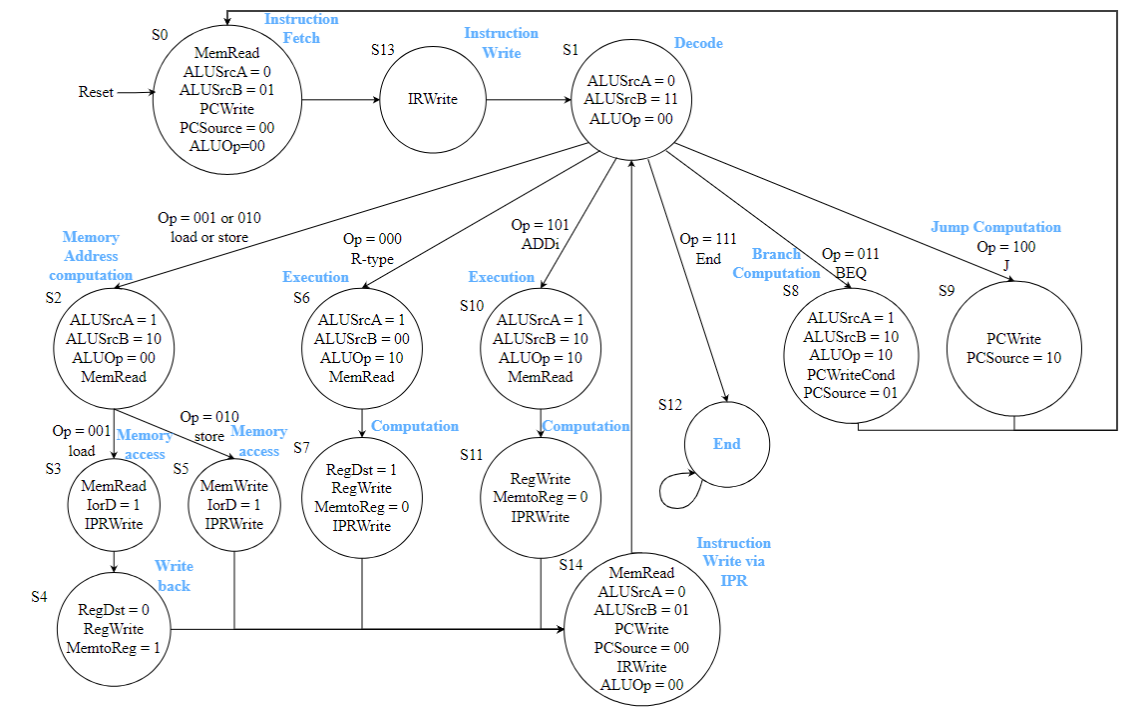 Instruction
Fetch
S0
MemRead
ALUSrcA = 0
ALUSrcB = 01
PCWrite
PCSource = 00
ALUOp=00
Reset
S13
Instruction
Write
IRWrite
S1
Decode
ALUSrcA = 0
ALUSrcB = 11
ALUOp = 00
Op = 001 or 010
load or store
Op = 000
R-type
Op = 101
ADDi
Op = 111
End
Op = 011
BEQ
Jump Computation
Op = 100
J
Memory
Address
computation
S2
ALUSrcA = 1
ALUSrcB = 10
ALUOp = 00
MemRead
Execution
S6
ALUSrcA = 1
ALUSrcB = 00
ALUOp = 10
MemRead
Execution
S10
ALUSrcA = 1
ALUSrcB = 10
ALUOp = 10
MemRead
Branch
Computation
S8
ALUSrcA = 1
ALUSrcB = 10
ALUOp = 10
PCWriteCond
PCSource = 01
S9
PCWrite
PCSource = 10
Op = 001
load
Memory
access
Op = 010
store
Memory
access
S3
MemRead
IorD = 1
IPRWrite
S5
MemWrite
IorD = 1
IPRWrite
Computation
S7
RegDst = 1
RegWrite
MemtoReg = 0
IPRWrite
Computation
S11
RegWrite
MemtoReg = 0
IPRWrite
S12
End
Write
back
S4
RegDst = 0
RegWrite
MemtoReg = 1
S14
Instruction
Write via
IPR
MemRead
ALUSrcA = 0
ALUSrcB = 01
PCWrite
PCSource = 00
IRWrite
ALUOp = 00